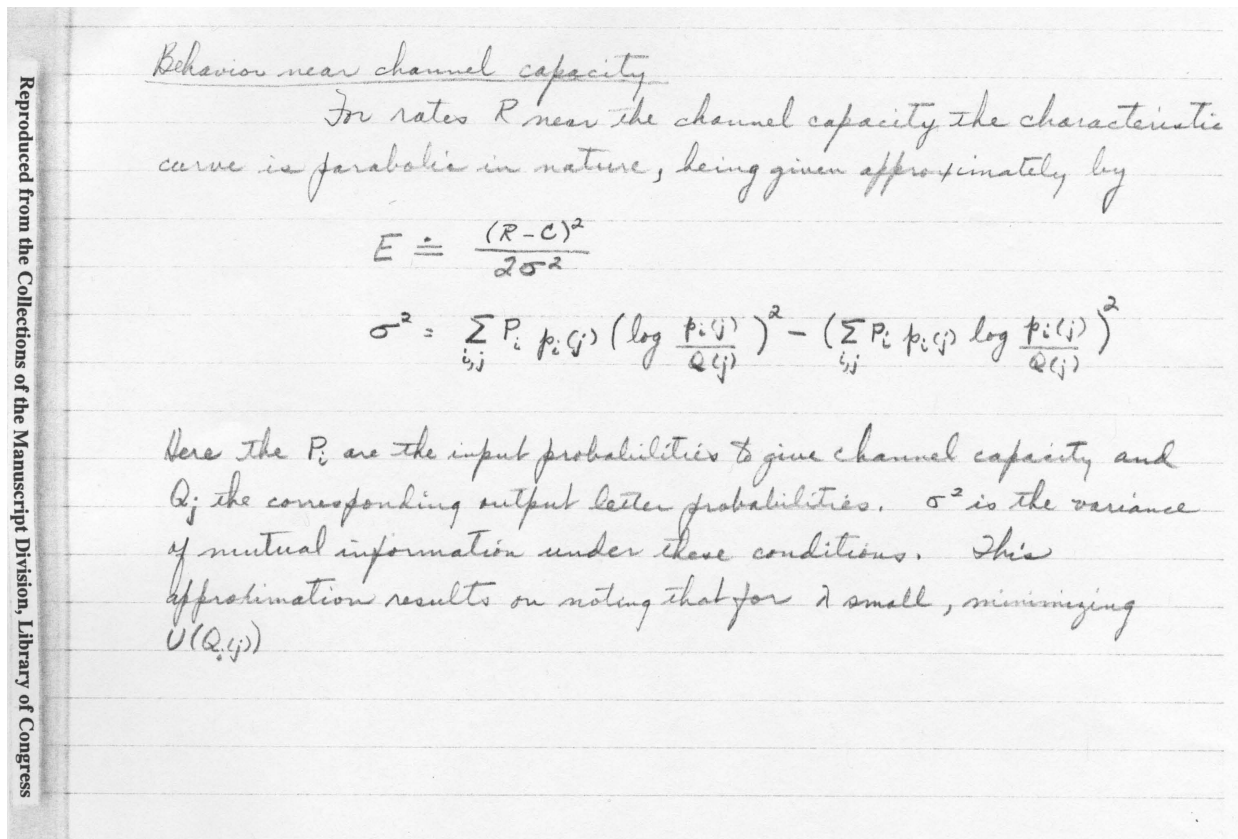 Behavior near channel capacity
For rates R near the channel capacity the characteristic
curve is parabolic in nature, being given approximately by
E ≐ (R-C)² / 2σ²
σ² = Σ_{i,j} P_i p_i(j) (log p_i(j)/Q(j))² - (Σ_{i,j} P_i p_i(j) log p_i(j)/Q(j))²
Here the P_i are the input probabilities to give channel capacity and
Q_j the corresponding output letter probabilities. σ² is the variance
of mutual information under these conditions. This
approximation results on noting that for λ small, minimizing
U(Q_i(j))
Reproduced from the Collections of the Manuscript Division, Library of Congress